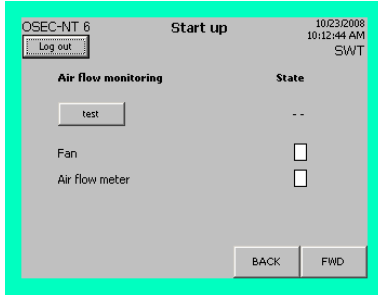 OSEC-NT 6 Start up 10/23/2008
Log out 10:12:44 AM
SWT
Air flow monitoring State
test --
Fan
Air flow meter
BACK FWD